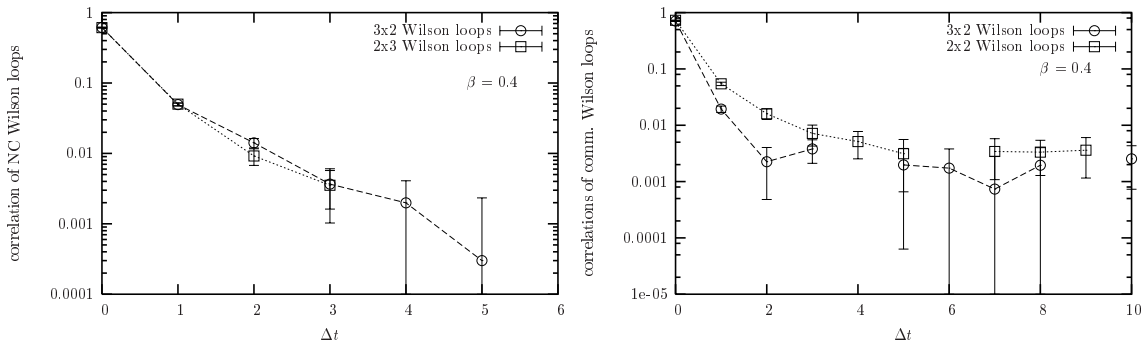 correlation of NC Wilson loops
1
0.1
0.01
0.001
0.0001
3x2 Wilson loops
2x3 Wilson loops
β = 0.4
0 1 2 3 4 5 6
Δt
correlations of comm. Wilson loops
1
0.1
0.01
0.001
0.0001
1e-05
3x2 Wilson loops
2x2 Wilson loops
β = 0.4
0 2 4 6 8 10
Δt